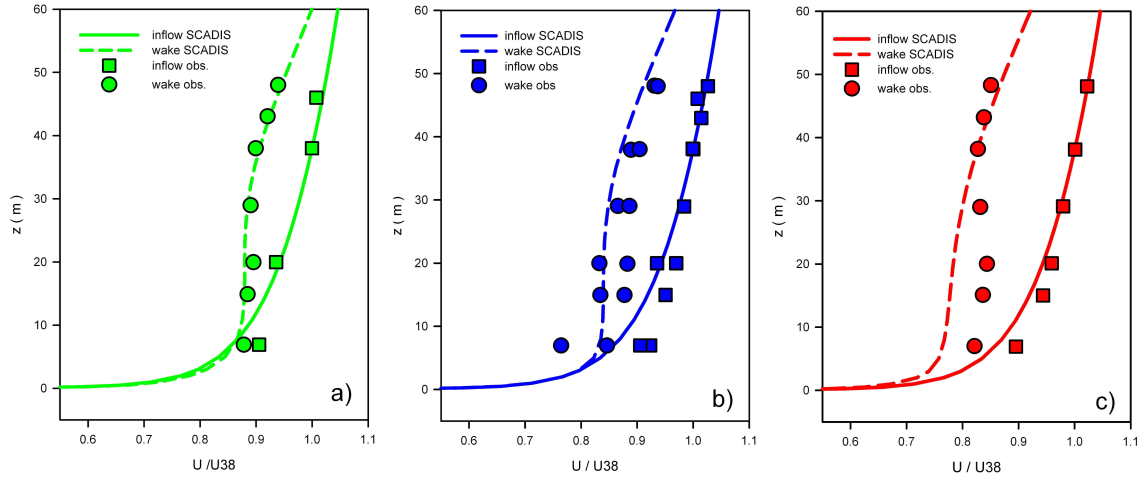 60
50
40
30
20
10
0
z ( m )
inflow SCADIS
wake SCADIS
inflow obs.
wake obs.
a)
0.6 0.7 0.8 0.9 1.0 1.1
U /U38
60
50
40
30
20
10
0
z ( m )
inflow SCADIS
wake SCADIS
inflow obs
wake obs
b)
0.6 0.7 0.8 0.9 1.0 1.1
U / U38
60
50
40
30
20
10
0
z ( m )
inflow SCADIS
wake SCADIS
inflow obs.
wake obs.
c)
0.6 0.7 0.8 0.9 1.0 1.1
U / U38